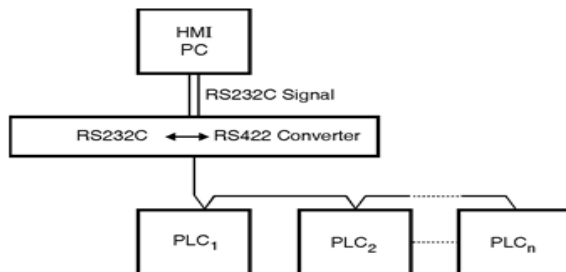 HMI
PC
RS232C Signal
RS232C ↔ RS422 Converter
PLC₁
PLC₂
PLCₙ